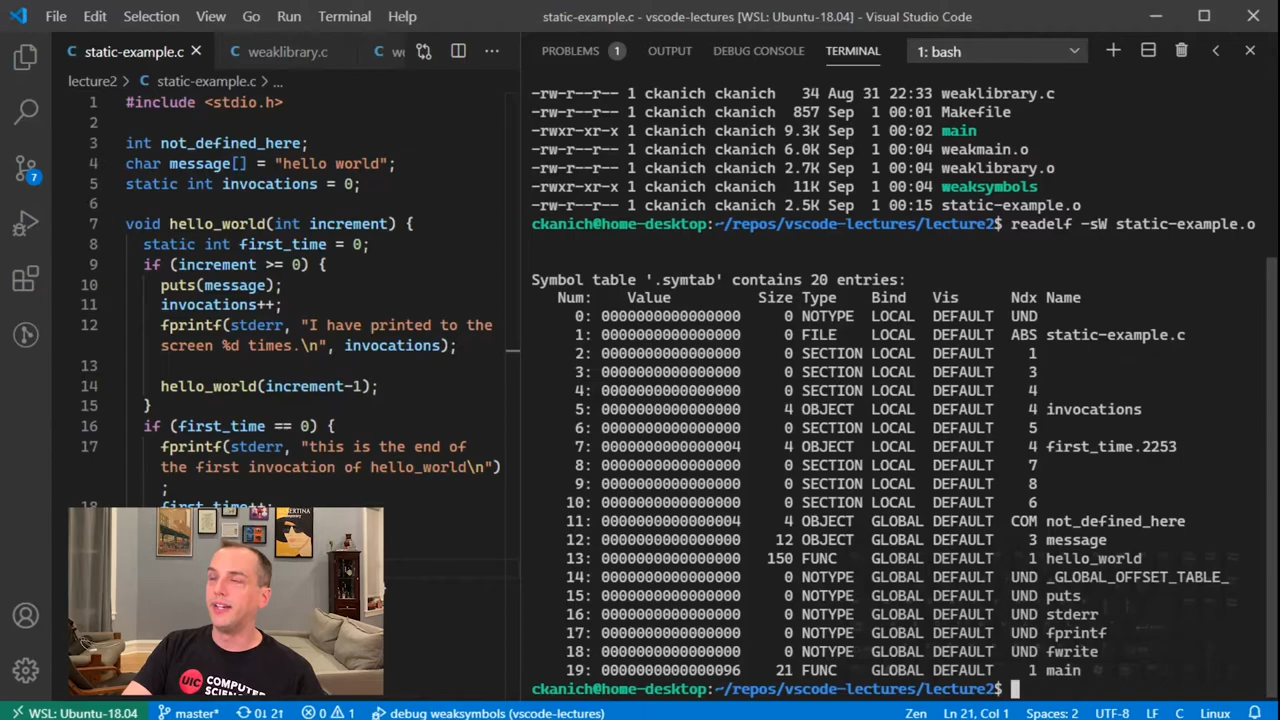 File Edit Selection View Go Run Terminal Help
static-example.c - vscode-lectures [WSL: Ubuntu-18.04] - Visual Studio Code
C static-example.c
C weaklibrary.c
C
lecture2 > C static-example.c > ...
1 #include <stdio.h>
2
3 int not_defined_here;
4 char message[] = "hello world";
5 static int invocations = 0;
6
7 void hello_world(int increment) {
8 static int first_time = 0;
9 if (increment >= 0) {
10 puts(message);
11 invocations++;
12 fprintf(stderr, "I have printed to the
screen %d times.\n", invocations);
13
14 hello_world(increment-1);
15 }
16 if (first_time == 0) {
17 fprintf(stderr, "this is the end of
the first invocation of hello_world\n")
;
18 first_time++;
7
BERTINA
UIC COMPUTER
PROBLEMS 1 OUTPUT DEBUG CONSOLE TERMINAL 1: bash
-rw-r--r-- 1 ckanich ckanich 34 Aug 31 22:33 weaklibrary.c
-rw-r--r-- 1 ckanich ckanich 857 Sep 1 00:01 Makefile
-rwxr-xr-x 1 ckanich ckanich 9.3K Sep 1 00:02 main
-rw-r--r-- 1 ckanich ckanich 6.0K Sep 1 00:04 weakmain.o
-rw-r--r-- 1 ckanich ckanich 2.7K Sep 1 00:04 weaklibrary.o
-rwxr-xr-x 1 ckanich ckanich 11K Sep 1 00:04 weaksymbols
-rw-r--r-- 1 ckanich ckanich 2.5K Sep 1 00:15 static-example.o
ckanich@home-desktop:~/repos/vscode-lectures/lecture2$ readelf -sW static-example.o
Symbol table '.symtab' contains 20 entries:
Num: Value Size Type Bind Vis Ndx Name
0: 0000000000000000 0 NOTYPE LOCAL DEFAULT UND
1: 0000000000000000 0 FILE LOCAL DEFAULT ABS static-example.c
2: 0000000000000000 0 SECTION LOCAL DEFAULT 1
3: 0000000000000000 0 SECTION LOCAL DEFAULT 3
4: 0000000000000000 0 SECTION LOCAL DEFAULT 4
5: 0000000000000000 4 OBJECT LOCAL DEFAULT 4 invocations
6: 0000000000000000 0 SECTION LOCAL DEFAULT 5
7: 0000000000000004 4 OBJECT LOCAL DEFAULT 4 first_time.2253
8: 0000000000000000 0 SECTION LOCAL DEFAULT 7
9: 0000000000000000 0 SECTION LOCAL DEFAULT 8
10: 0000000000000000 0 SECTION LOCAL DEFAULT 6
11: 0000000000000004 4 OBJECT GLOBAL DEFAULT COM not_defined_here
12: 0000000000000000 12 OBJECT GLOBAL DEFAULT 3 message
13: 0000000000000000 150 FUNC GLOBAL DEFAULT 1 hello_world
14: 0000000000000000 0 NOTYPE GLOBAL DEFAULT UND _GLOBAL_OFFSET_TABLE_
15: 0000000000000000 0 NOTYPE GLOBAL DEFAULT UND puts
16: 0000000000000000 0 NOTYPE GLOBAL DEFAULT UND stderr
17: 0000000000000000 0 NOTYPE GLOBAL DEFAULT UND fprintf
18: 0000000000000000 0 NOTYPE GLOBAL DEFAULT UND fwrite
19: 0000000000000096 21 FUNC GLOBAL DEFAULT 1 main
ckanich@home-desktop:~/repos/vscode-lectures/lecture2$
WSL: Ubuntu-18.04 master* 0↓ 2↑ 0 1 debug weaksymbols (vscode-lectures) Zen Ln 21, Col 1 Spaces: 2 UTF-8 LF C Linux